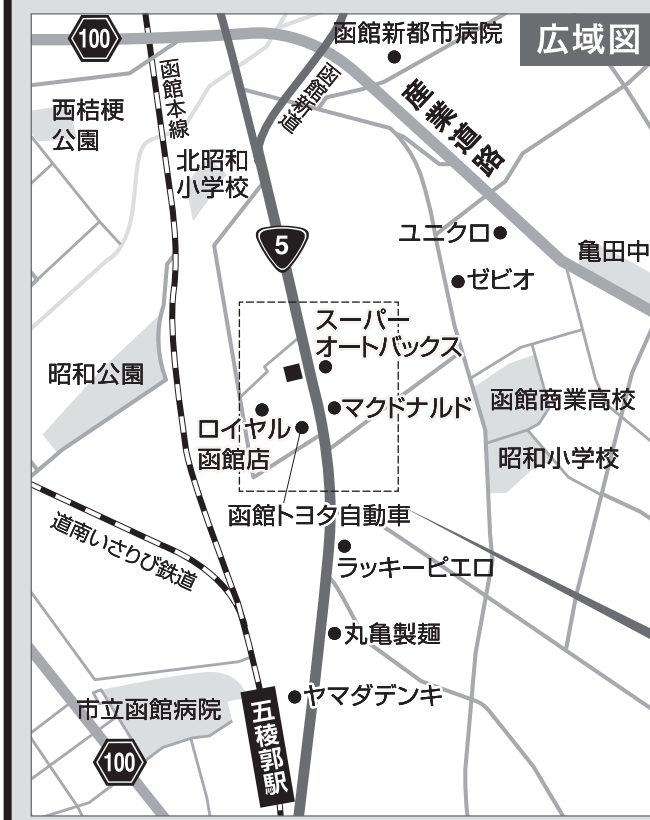 広域図
100
函館新都市病院
函館本線
函館新道
産業道路
西桔梗
公園
北昭和
小学校
5
ユニクロ
亀田中
ゼビオ
スーパー
オートバックス
昭和公園
マクドナルド
函館商業高校
ロイヤル
函館店
昭和小学校
函館トヨタ自動車
道南いさりび鉄道
ラッキーピエロ
丸亀製麺
市立函館病院
ヤマダデンキ
五稜郭駅
100